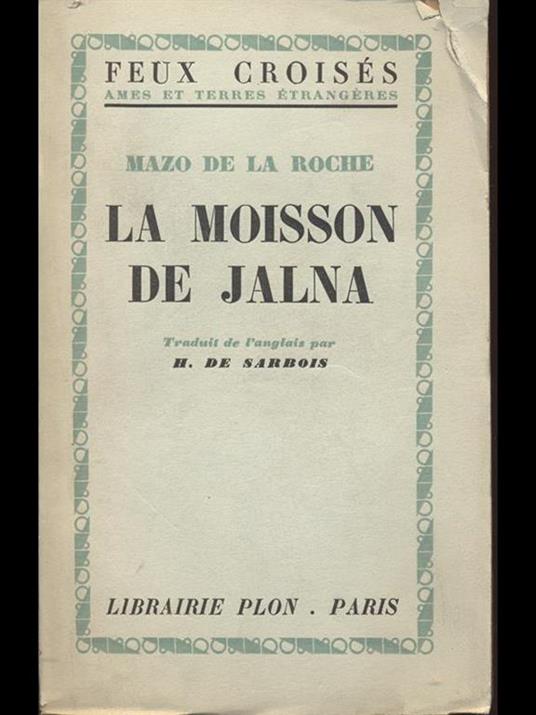 FEUX CROISÉS
AMES ET TERRES ÉTRANGÈRES
MAZO DE LA ROCHE
LA MOISSON
DE JALNA
Traduit de l'anglais par
H. DE SARBOIS
LIBRAIRIE PLON . PARIS